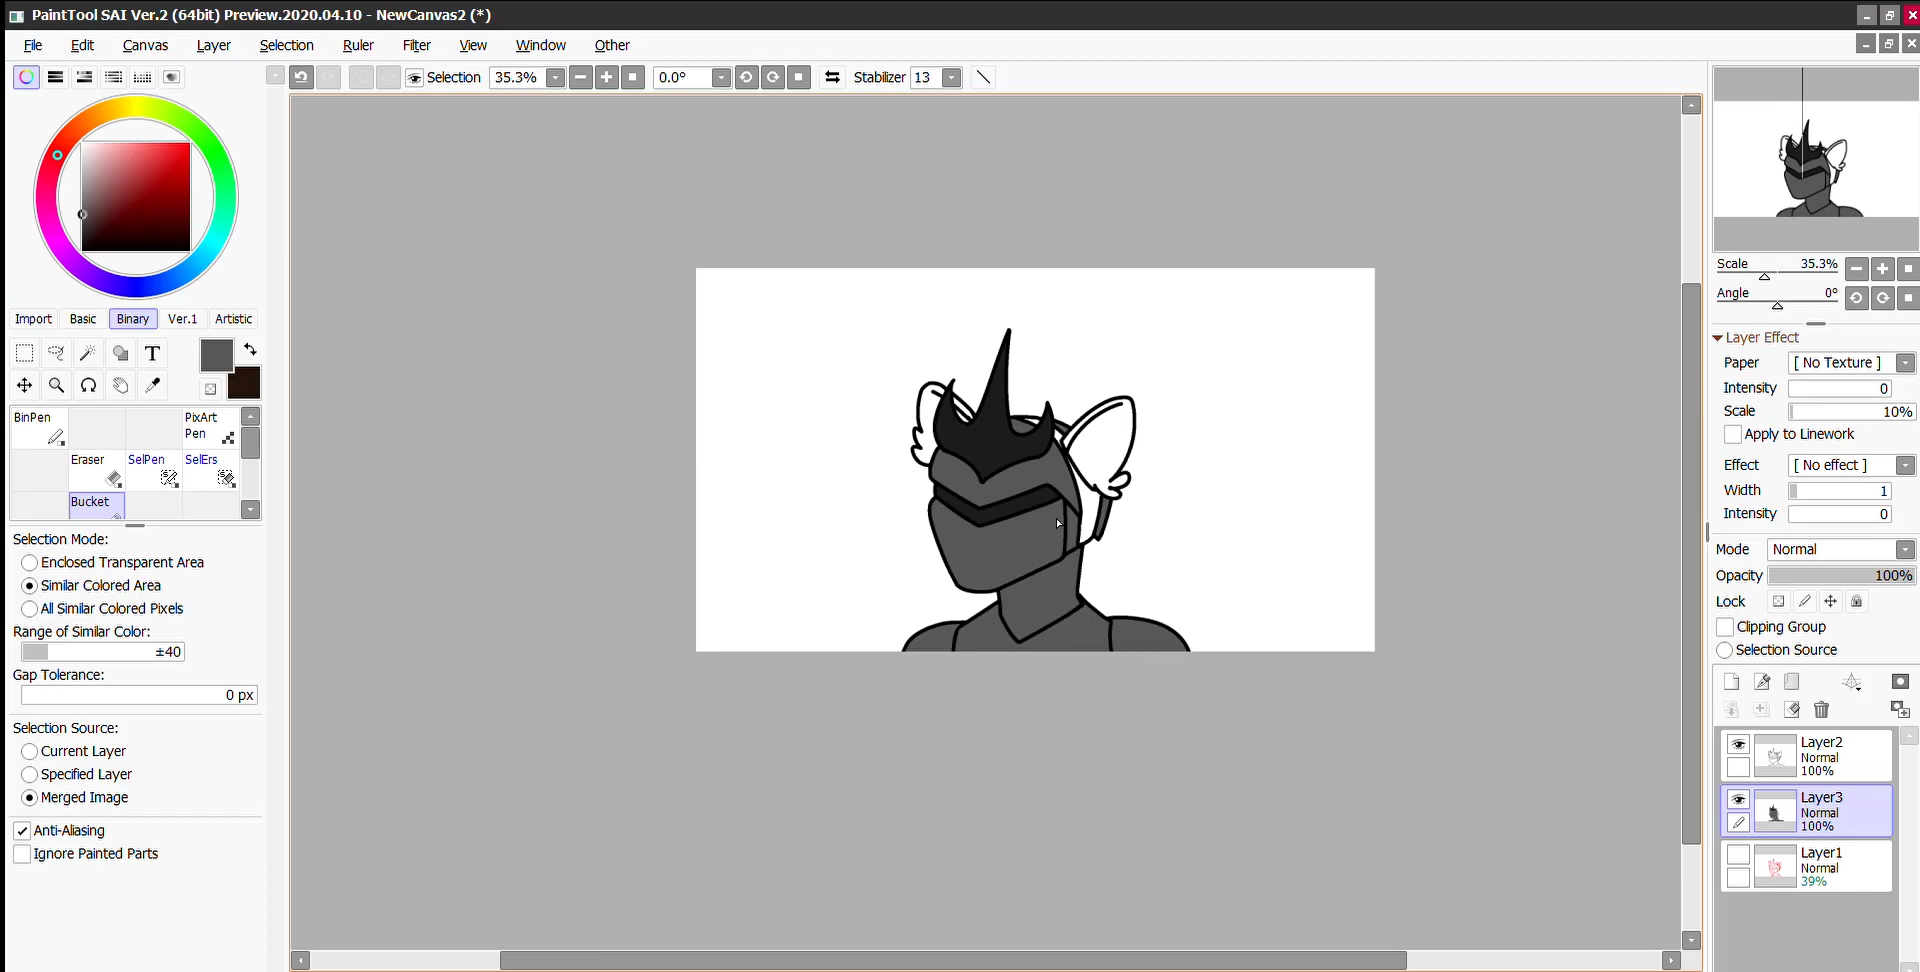 PaintTool SAI Ver.2 (64bit) Preview.2020.04.10 - NewCanvas2 (*)
File Edit Canvas Layer Selection Ruler Filter View Window Other
Selection 35.3% 0.0° Stabilizer 13
Import Basic Binary Ver.1 Artistic
T
BinPen PixArt Pen
Eraser SelPen SelErs
Bucket
Selection Mode:
Enclosed Transparent Area
Similar Colored Area
All Similar Colored Pixels
Range of Similar Color:
±40
Gap Tolerance:
0 px
Selection Source:
Current Layer
Specified Layer
Merged Image
Anti-Aliasing
Ignore Painted Parts
Scale 35.3%
Angle 0°
Layer Effect
Paper [ No Texture ]
Intensity 0
Scale 10%
Apply to Linework
Effect [ No effect ]
Width 1
Intensity 0
Mode Normal
Opacity 100%
Lock
Clipping Group
Selection Source
Layer2
Normal
100%
Layer3
Normal
100%
Layer1
Normal
39%